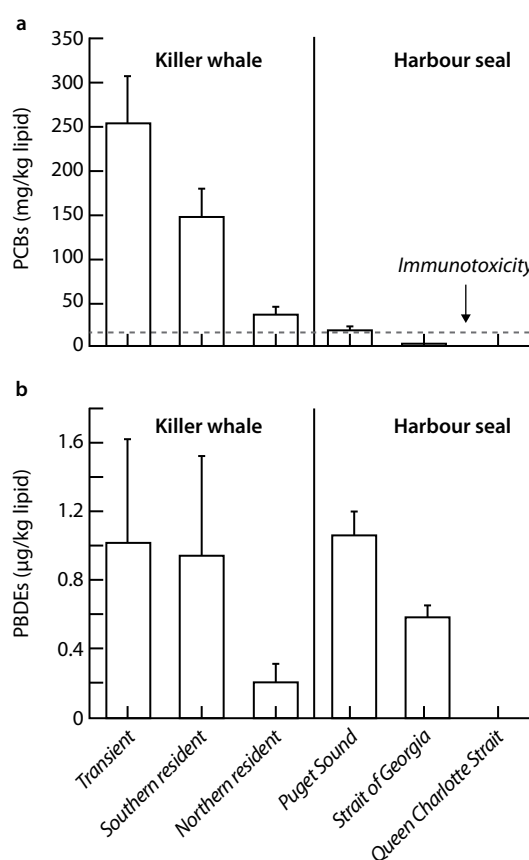 a
PCBs (mg/kg lipid)
350
300
250
200
150
100
50
0
Killer whale
Harbour seal
Immunotoxicity
b
PBDEs (µg/kg lipid)
1.6
1.2
0.8
0.4
0
Killer whale
Harbour seal
Transient
Southern resident
Northern resident
Puget Sound
Strait of Georgia
Queen Charlotte Strait